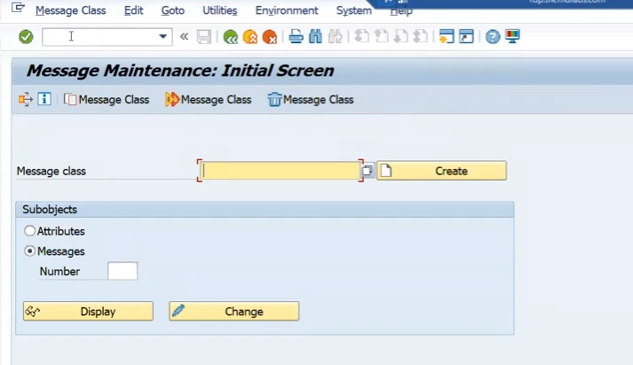 Message Class Edit Goto Utilities Environment System Help
Message Maintenance: Initial Screen
Message Class Message Class Message Class
Message class Create
Subobjects
Attributes
Messages
Number
Display Change